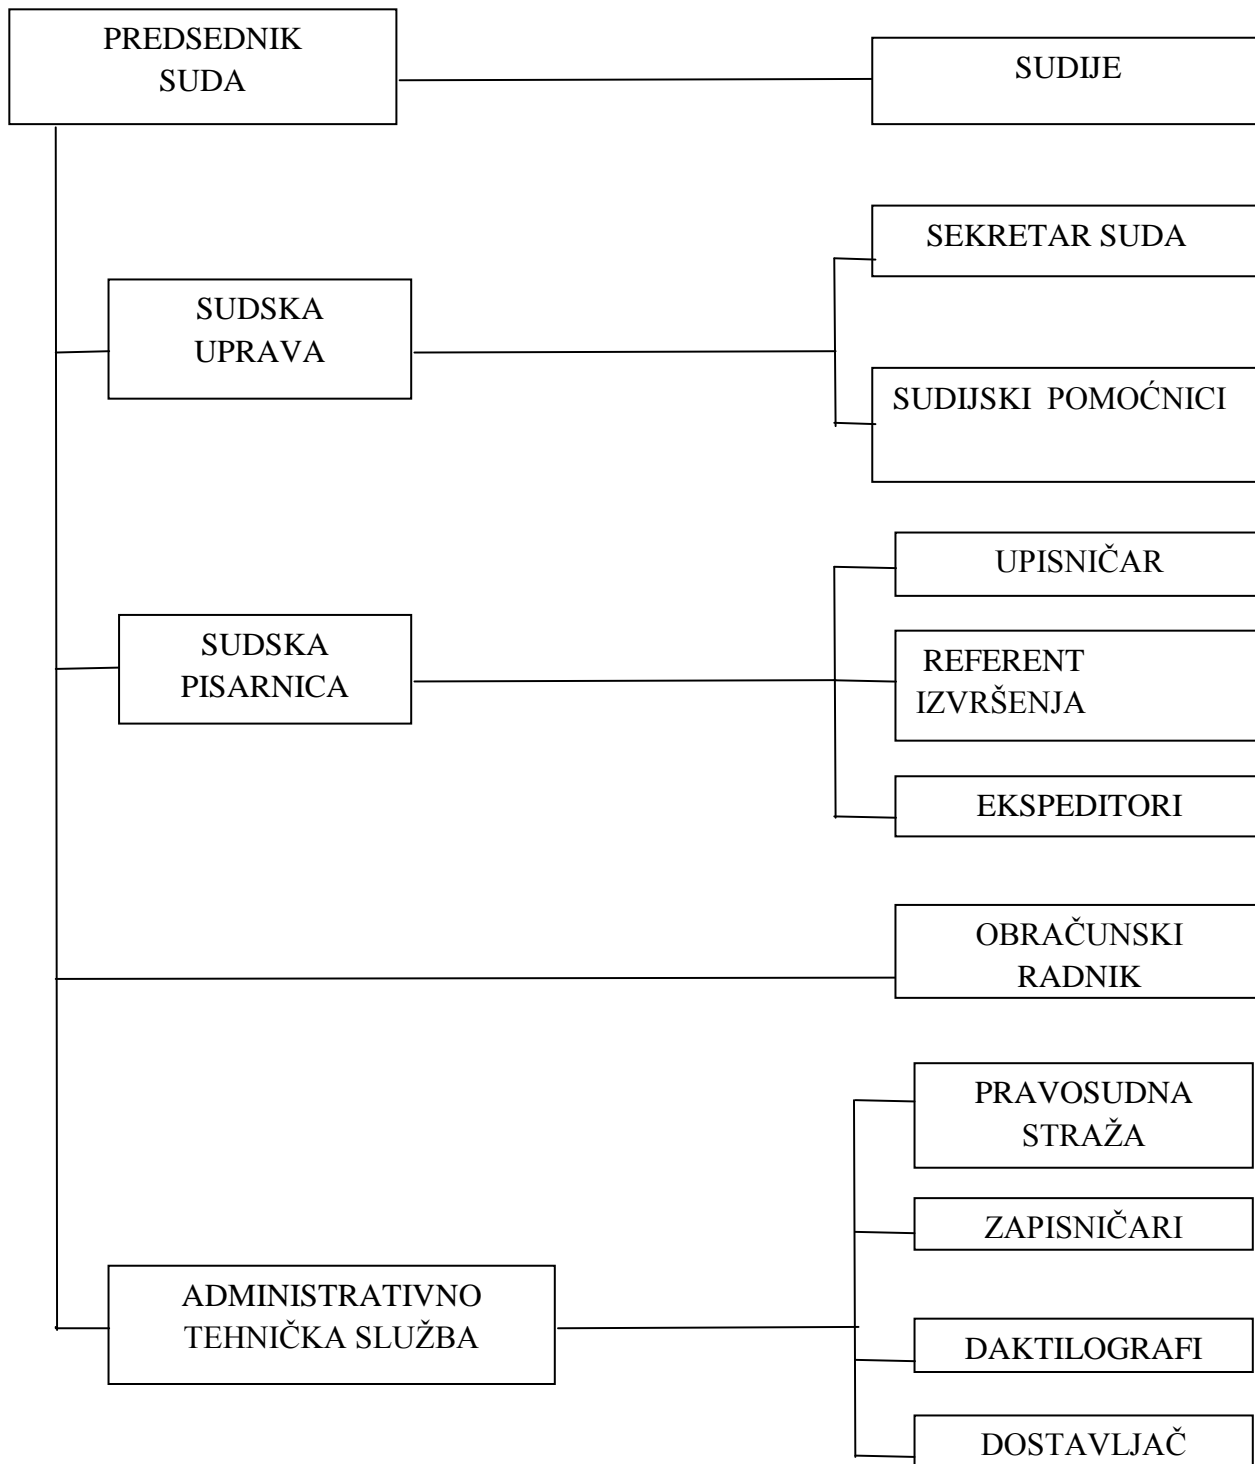 PREDSEDNIK
SUDA
SUDIJE
SEKRETAR SUDA
SUDSKA
UPRAVA
SUDIJSKI POMOĆNICI
UPISNIČAR
SUDSKA
PISARNICA
REFERENT
IZVRŠENJA
EKSPEDITORI
OBRAČUNSKI
RADNIK
PRAVOSUDNA
STRAŽA
ZAPISNIČARI
ADMINISTRATIVNO
TEHNIČKA SLUŽBA
DAKTILOGRAFI
DOSTAVLJAČ